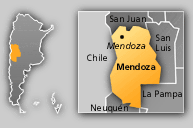 San Juan
Mendoza
San
Luis
Chile
Mendoza
La Pampa
Neuquén